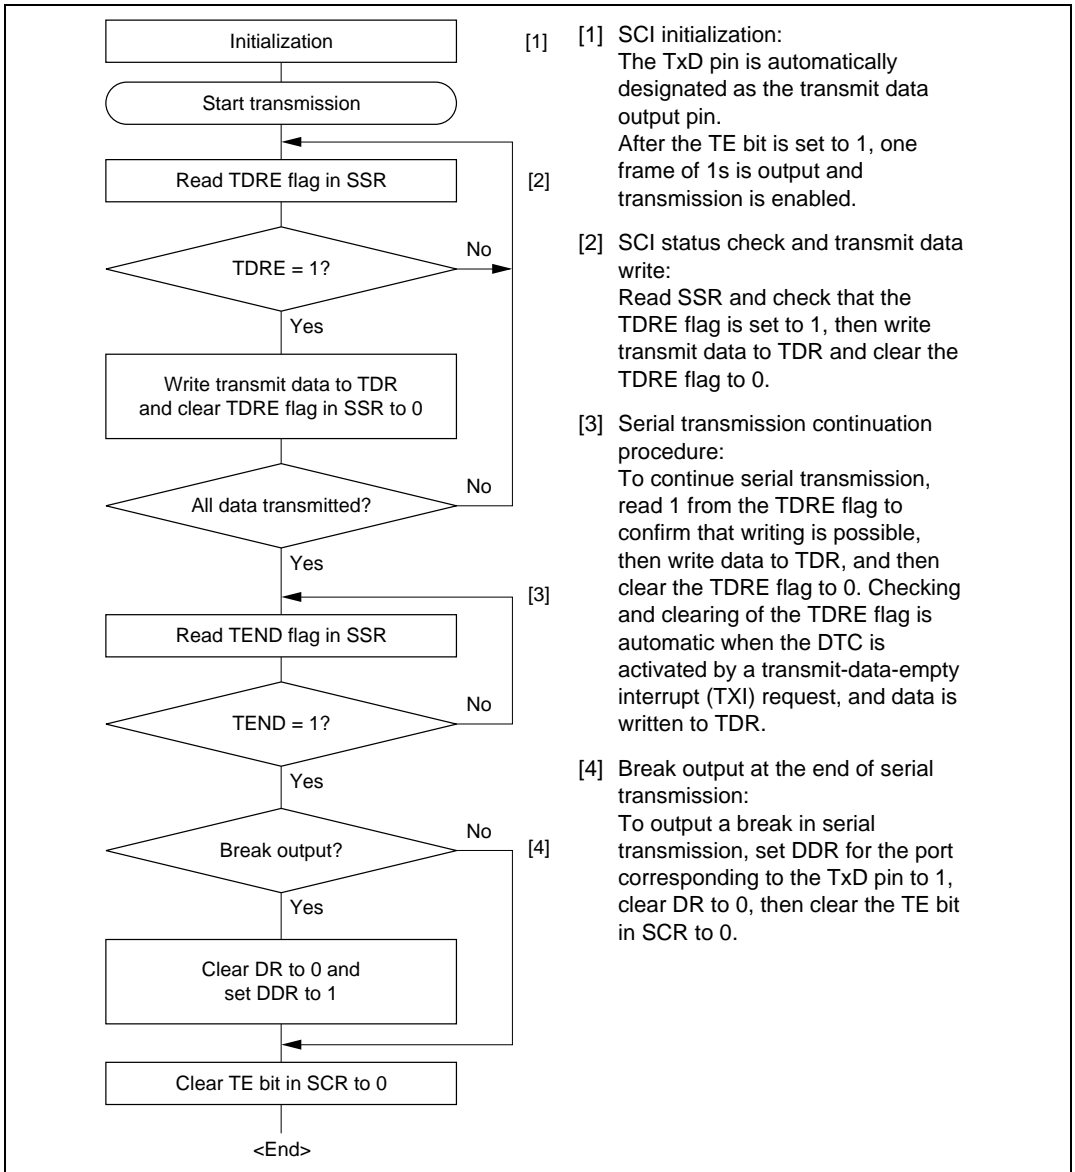 Initialization
[1]
Start transmission
Read TDRE flag in SSR
[2]
TDRE = 1?
No
Yes
Write transmit data to TDR
and clear TDRE flag in SSR to 0
All data transmitted?
No
Yes
[3]
Read TEND flag in SSR
TEND = 1?
No
Yes
Break output?
No
[4]
Yes
Clear DR to 0 and
set DDR to 1
Clear TE bit in SCR to 0
<End>
[1] SCI initialization:
The TxD pin is automatically
designated as the transmit data
output pin.
After the TE bit is set to 1, one
frame of 1s is output and
transmission is enabled.
[2] SCI status check and transmit data
write:
Read SSR and check that the
TDRE flag is set to 1, then write
transmit data to TDR and clear the
TDRE flag to 0.
[3] Serial transmission continuation
procedure:
To continue serial transmission,
read 1 from the TDRE flag to
confirm that writing is possible,
then write data to TDR, and then
clear the TDRE flag to 0. Checking
and clearing of the TDRE flag is
automatic when the DTC is
activated by a transmit-data-empty
interrupt (TXI) request, and data is
written to TDR.
[4] Break output at the end of serial
transmission:
To output a break in serial
transmission, set DDR for the port
corresponding to the TxD pin to 1,
clear DR to 0, then clear the TE bit
in SCR to 0.